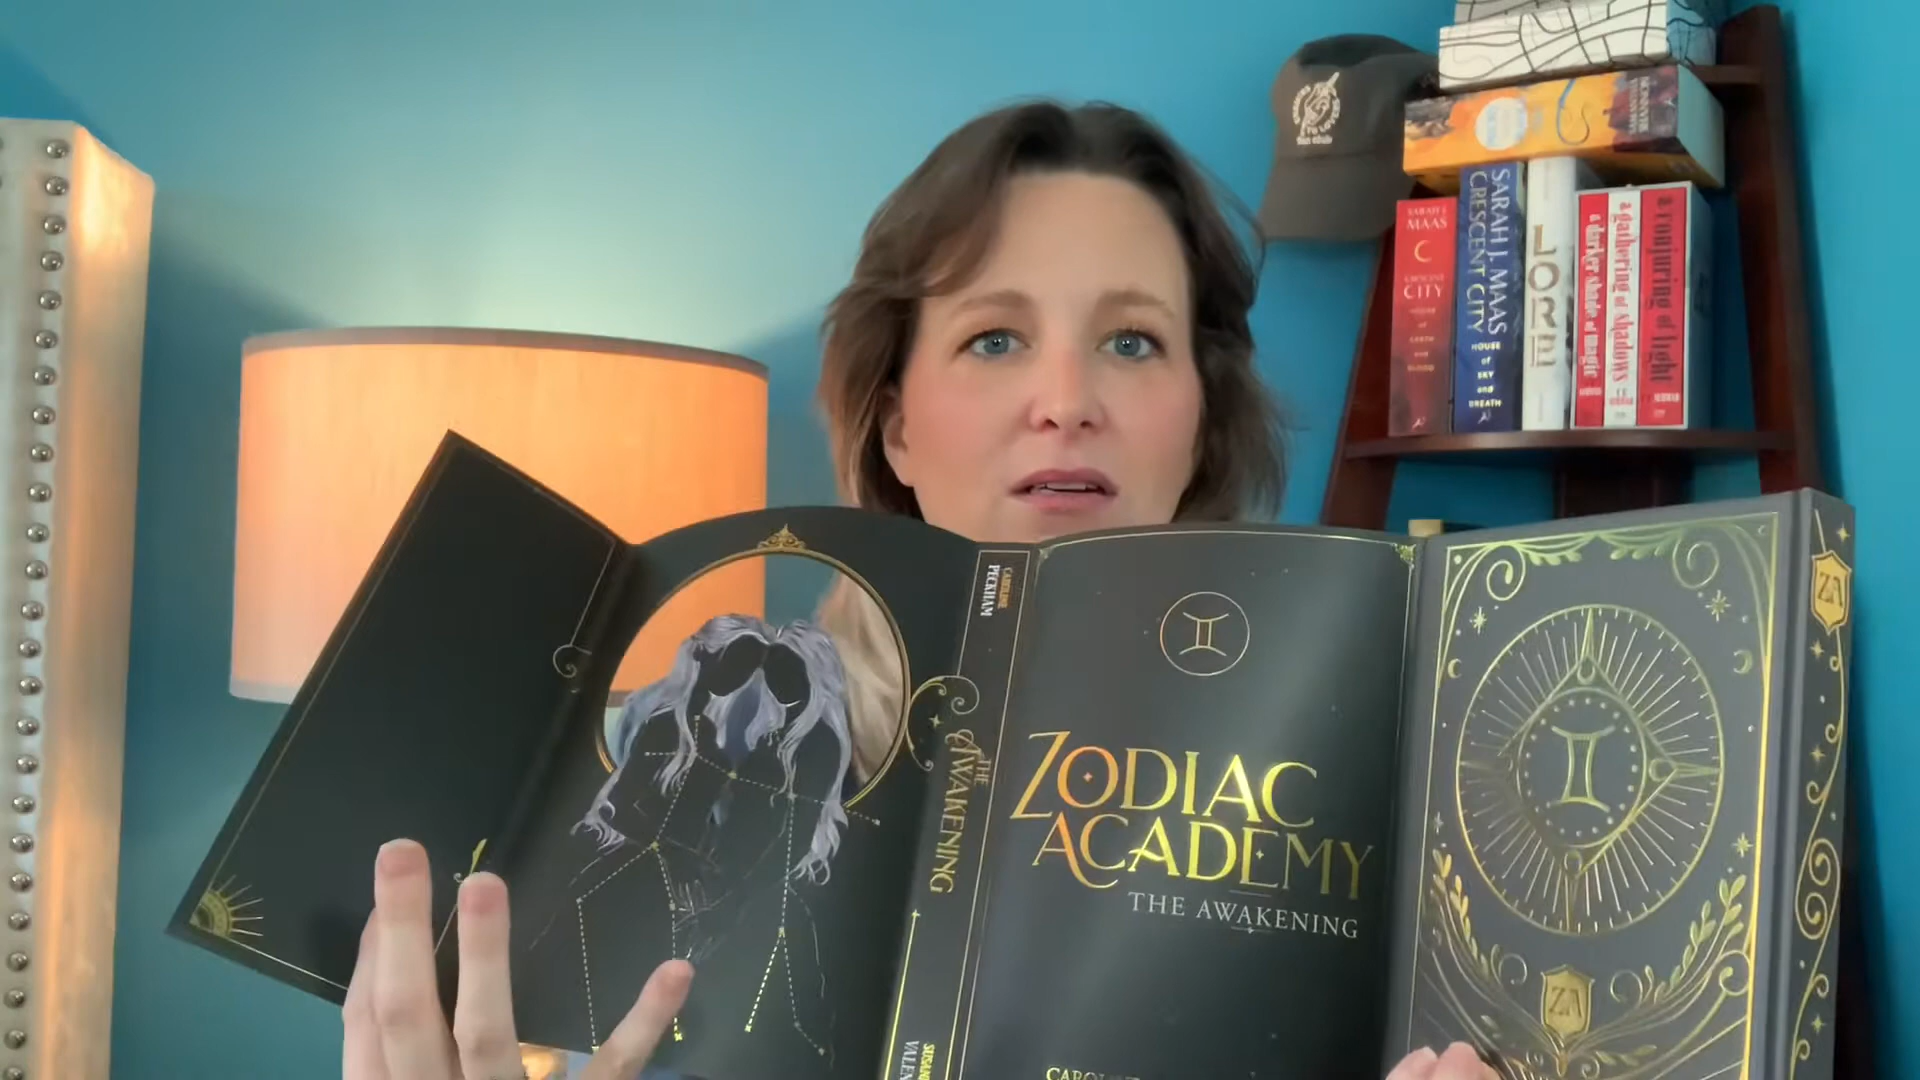 CAROLINE
PECKHAM
THE
AWAKENING
SUSAN
VALEN
ZODIAC
ACADEMY
THE AWAKENING
ZA
ZA
SARAH J.
MAAS
CRESCENT
CITY
HOUSE
of
EARTH
and
BLOOD
SARAH J. MAAS
CRESCENT CITY
HOUSE
of
SKY
and
BREATH
LORE
a darker shade of magic
a gathering of shadows
a conjuring of light